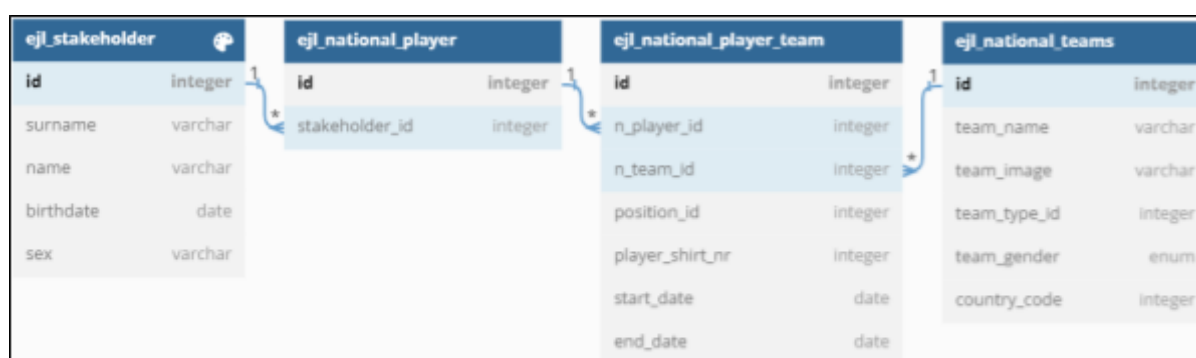 ejl_stakeholder
id integer 1
surname varchar
name varchar
birthdate date
sex varchar
ejl_national_player
id integer 1
* stakeholder_id integer
ejl_national_player_team
id integer
* n_player_id integer
n_team_id integer *
position_id integer
player_shirt_nr integer
start_date date
end_date date
ejl_national_teams
1 id integer
team_name varchar
team_image varchar
team_type_id integer
team_gender enum
country_code integer